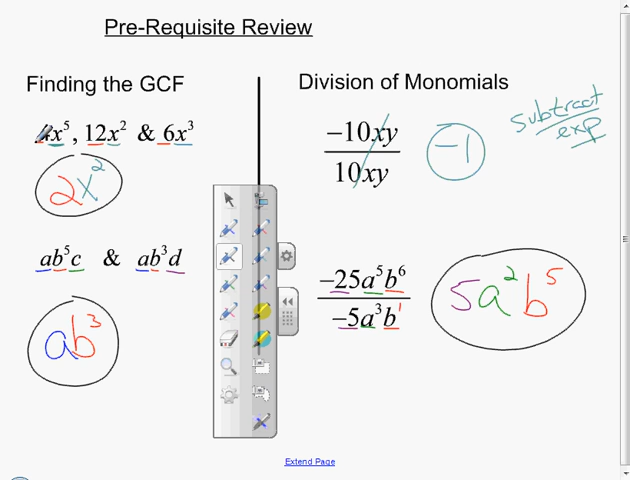 Pre-Requisite Review
Finding the GCF
4x⁵, 12x² & 6x³
2x²
ab⁵c & ab³d
ab³
Division of Monomials
−10xy
10xy
−1
subtract
exp
−25a⁵b⁶
−5a³b¹
5a²b⁵
Extend Page